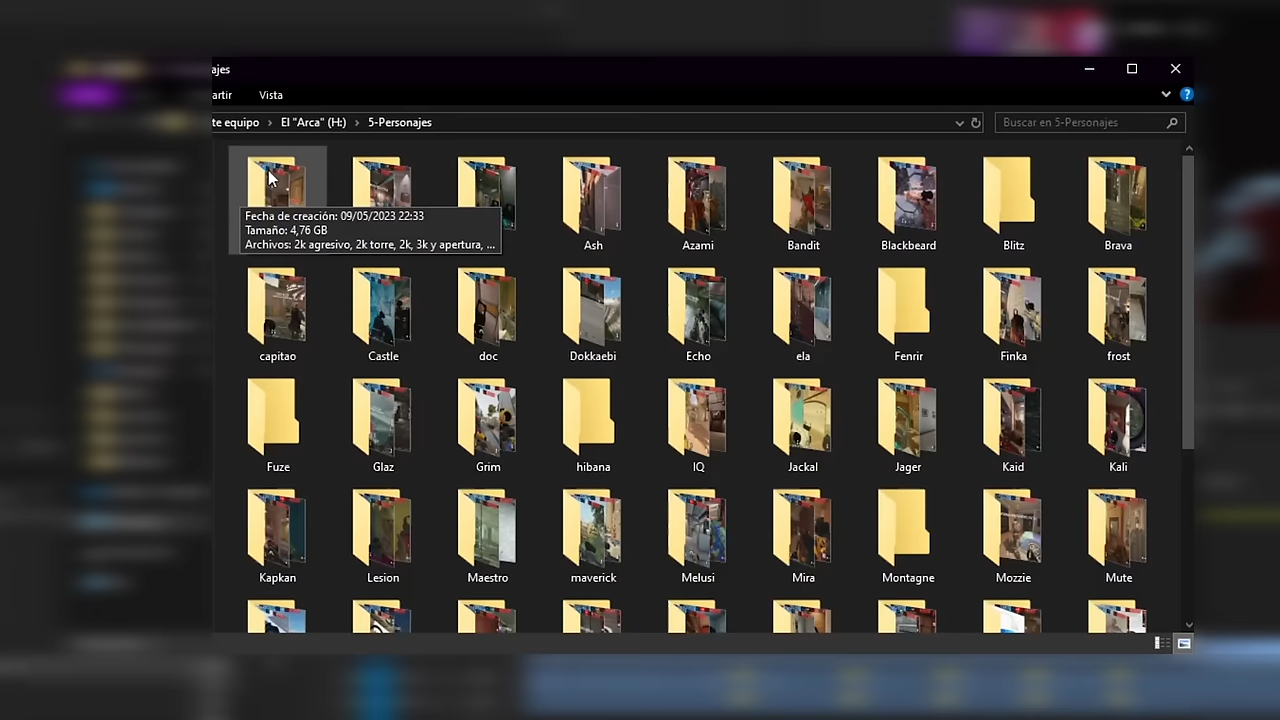 ajes
artir
Vista
te equipo > El "Arca" (H:) > 5-Personajes
Buscar en 5-Personajes
Fecha de creación: 09/05/2023 22:33
Tamaño: 4,76 GB
Archivos: 2k agresivo, 2k torre, 2k, 3k y apertura, ...
Ash
Azami
Bandit
Blackbeard
Blitz
Brava
capitao
Castle
doc
Dokkaebi
Echo
ela
Fenrir
Finka
frost
Fuze
Glaz
Grim
hibana
IQ
Jackal
Jager
Kaid
Kali
Kapkan
Lesion
Maestro
maverick
Melusi
Mira
Montagne
Mozzie
Mute